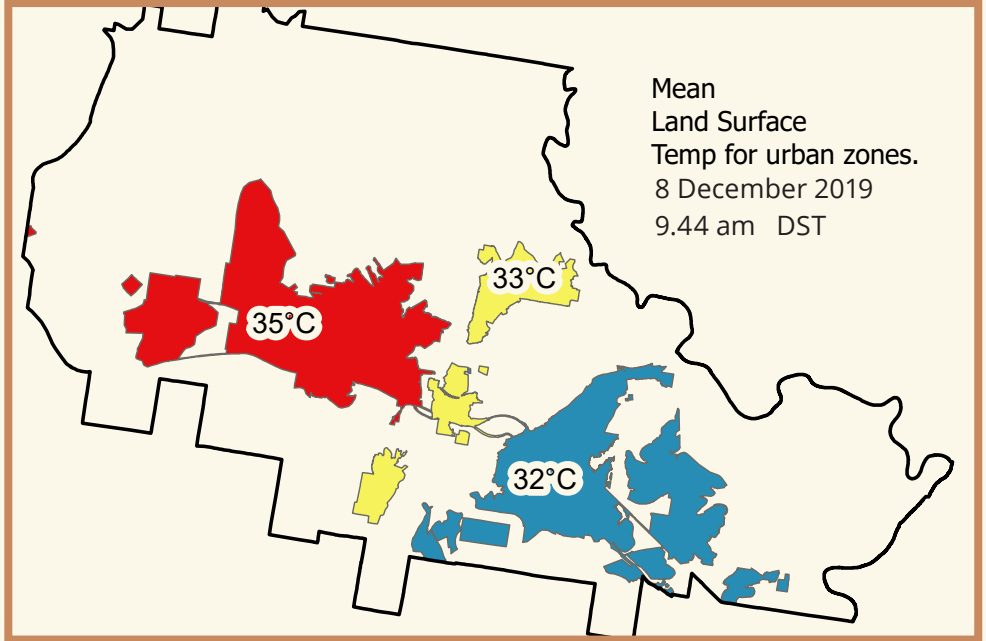 Mean
Land Surface
Temp for urban zones.
8 December 2019
9.44 am DST
33°C
35°C
32°C